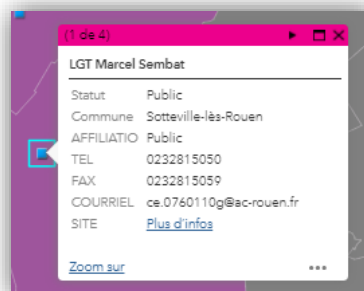 (1 de 4)
LGT Marcel Sembat
Statut Public
Commune Sotteville-lès-Rouen
AFFILIATIO Public
TEL 0232815050
FAX 0232815059
COURRIEL ce.0760110g@ac-rouen.fr
SITE Plus d'infos
Zoom sur